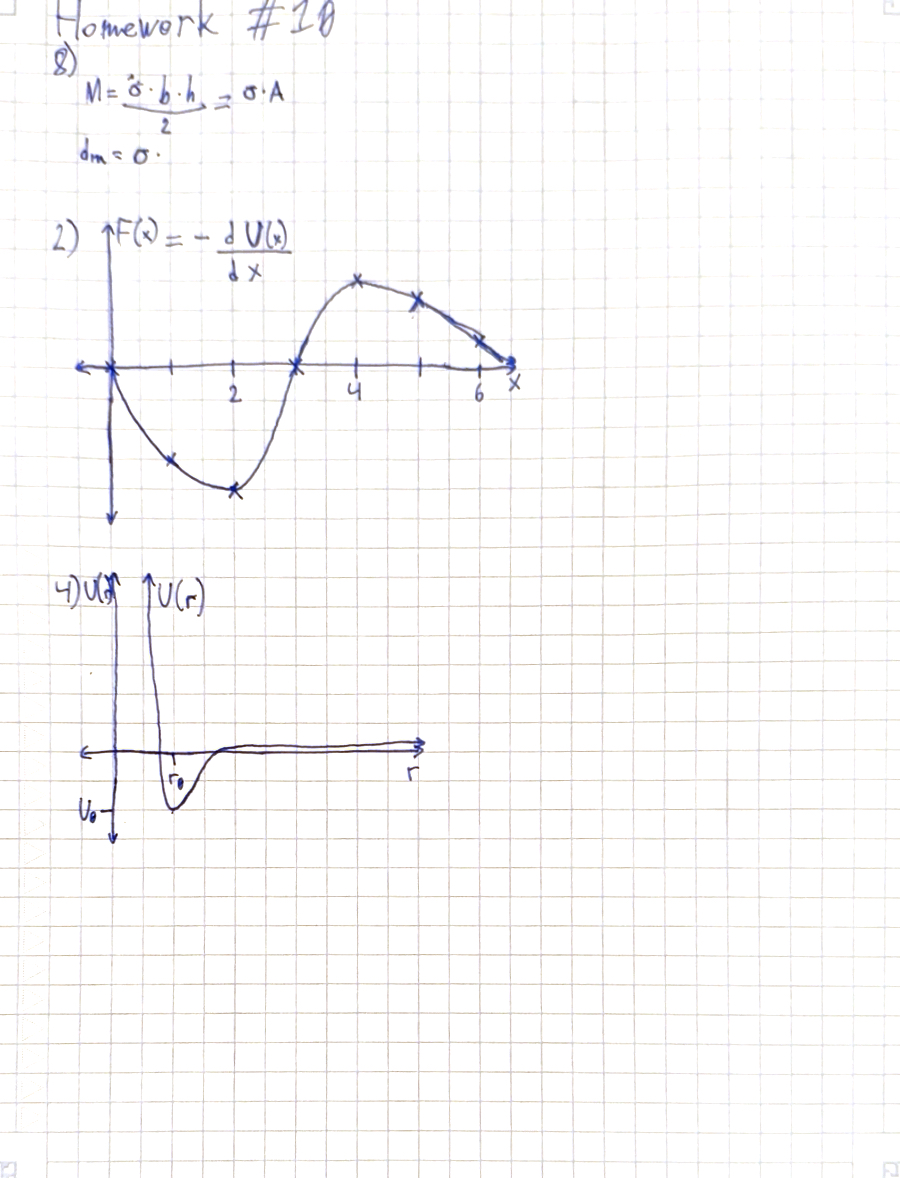 Homework #10
8)
M = σ·b·h/2 = σ·A
dm = σ·
2) F(x) = - dU(x)/dx
2 4 6 x
4) U(r) U(r)
r₀ r
U₀